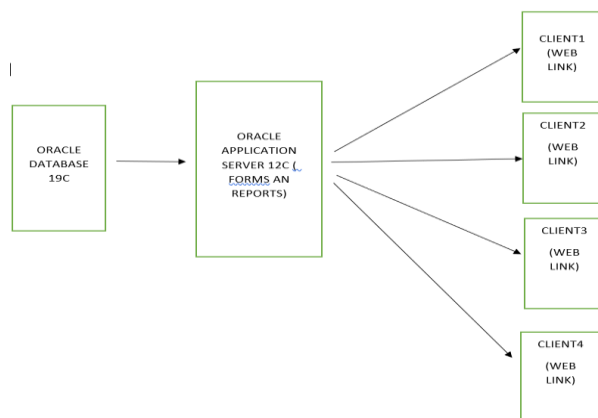 ORACLE
DATABASE
19C
ORACLE
APPLICATION
SERVER 12C (
FORMS AN
REPORTS)
CLIENT1
(WEB
LINK)
CLIENT2
(WEB
LINK)
CLIENT3
(WEB
LINK)
CLIENT4
(WEB
LINK)